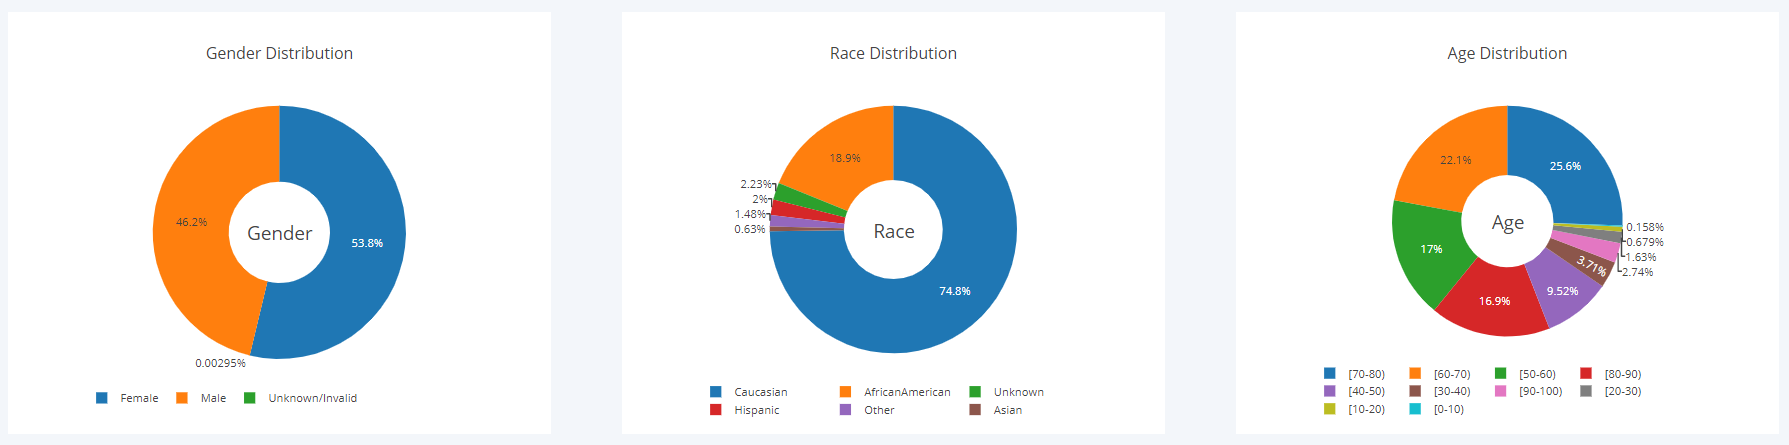 Gender Distribution
46.2%
Gender
53.8%
0.00295%
Female Male Unknown/Invalid
Race Distribution
18.9%
2.23%
2%
1.48%
0.63%
Race
74.8%
Caucasian AfricanAmerican Unknown
Hispanic Other Asian
Age Distribution
22.1%
25.6%
Age
0.158%
0.679%
1.63%
2.74%
17%
3.71%
9.52%
16.9%
[70-80) [60-70) [50-60) [80-90)
[40-50) [30-40) [90-100) [20-30)
[10-20) [0-10)